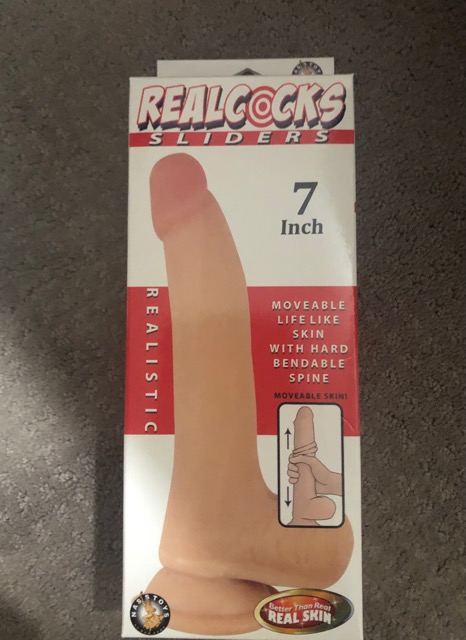 REALCOCKS
SLIDERS
7
Inch
REALISTIC
MOVEABLE
LIFE LIKE
SKIN
WITH HARD
BENDABLE
SPINE
MOVEABLE SKIN!
NASSTOYS
Better Than Real
REAL SKIN